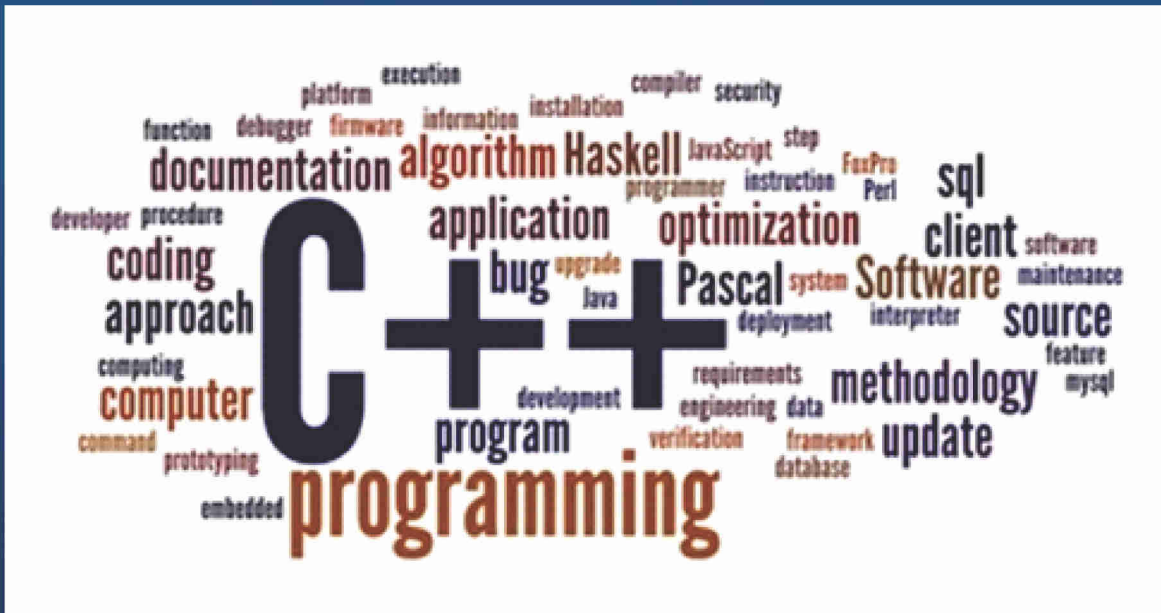 execution
platform
compiler
security
installation
information
function
debugger
firmware
documentation
algorithm
Haskell
JavaScript
step
FoxPro
programmer
instruction
Perl
sql
developer
procedure
application
optimization
client
software
coding
bug
upgrade
Java
Pascal
system
Software
maintenance
approach
C++
deployment
interpreter
source
feature
computing
requirements
methodology
mysql
computer
development
engineering
data
command
program
verification
framework
update
prototyping
database
embedded
programming